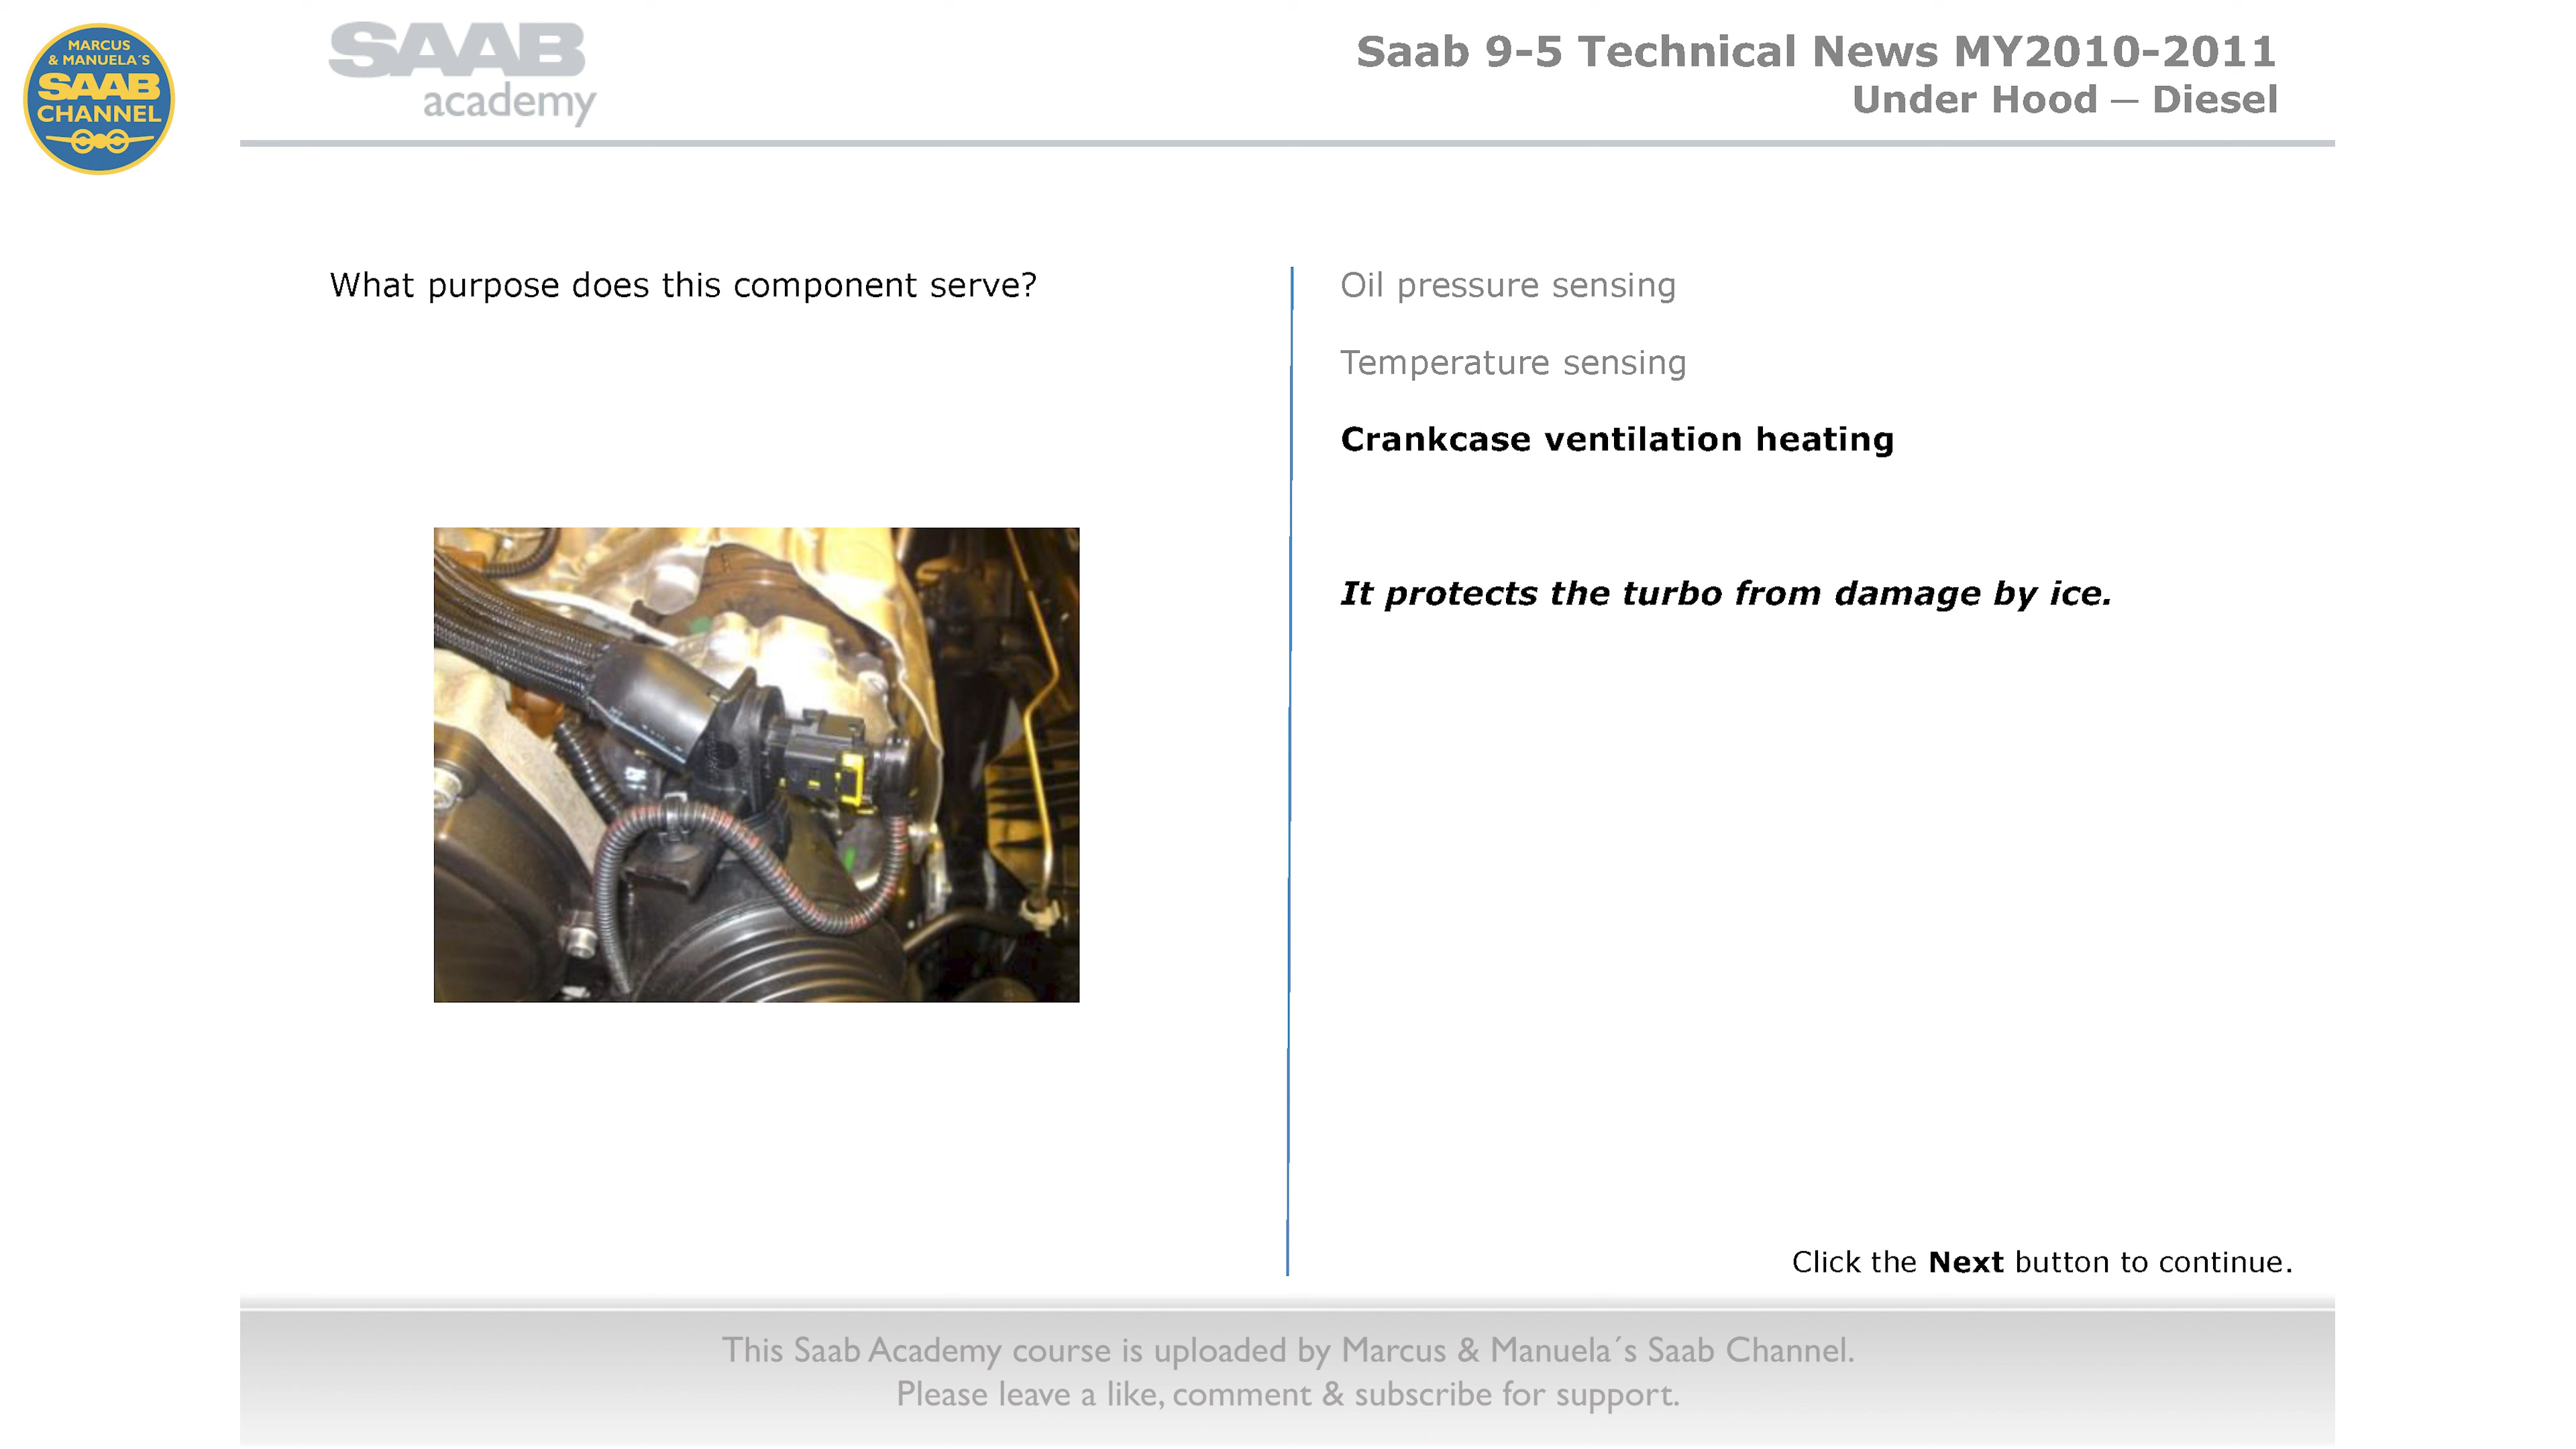 MARCUS
& MANUELA´S
SAAB
CHANNEL
SAAB
academy
Saab 9-5 Technical News MY2010-2011
Under Hood — Diesel
What purpose does this component serve?
Oil pressure sensing
Temperature sensing
Crankcase ventilation heating
It protects the turbo from damage by ice.
Click the Next button to continue.
This Saab Academy course is uploaded by Marcus & Manuela´s Saab Channel.
Please leave a like, comment & subscribe for support.